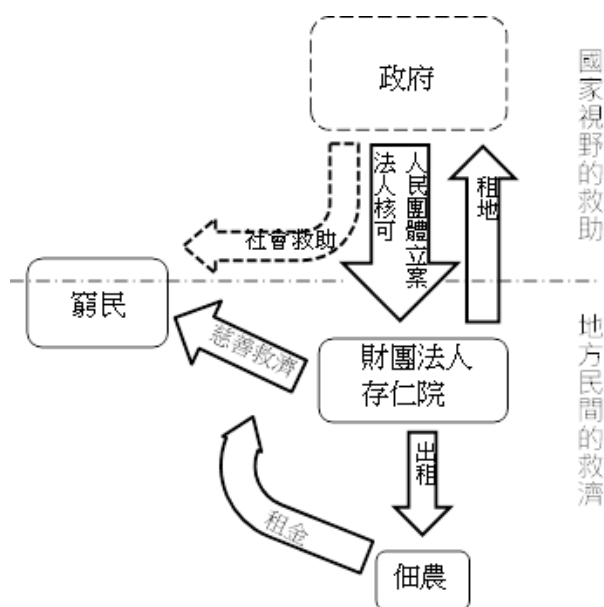 政府
國家視野的救助
人民團體立案
法人核可
租地
社會救助
窮民
慈善救濟
財團法人
存仁院
地方民間的救濟
出租
租金
佃農